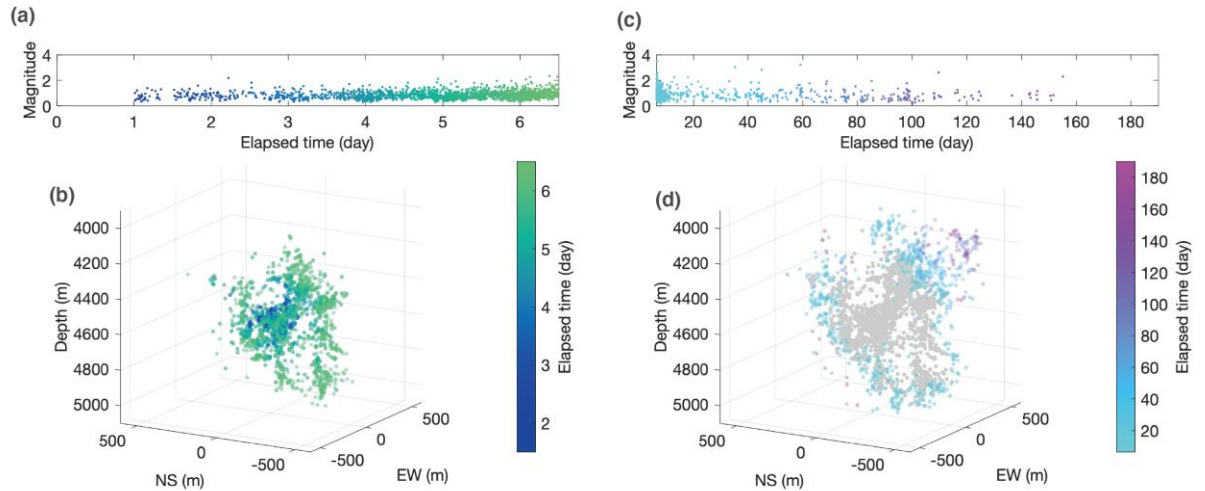 (a)
Magnitude
4
2
0
0 1 2 3 4 5 6
Elapsed time (day)
(b)
Depth (m)
4000
4200
4400
4600
4800
5000
500 0 -500
NS (m)
-500 0 500
EW (m)
6
5
4
3
2
Elapsed time (day)
(c)
Magnitude
4
2
0
20 40 60 80 100 120 140 160 180
Elapsed time (day)
(d)
Depth (m)
4000
4200
4400
4600
4800
5000
500 0 -500
NS (m)
-500 0 500
EW (m)
180
160
140
120
100
80
60
40
20
Elapsed time (day)